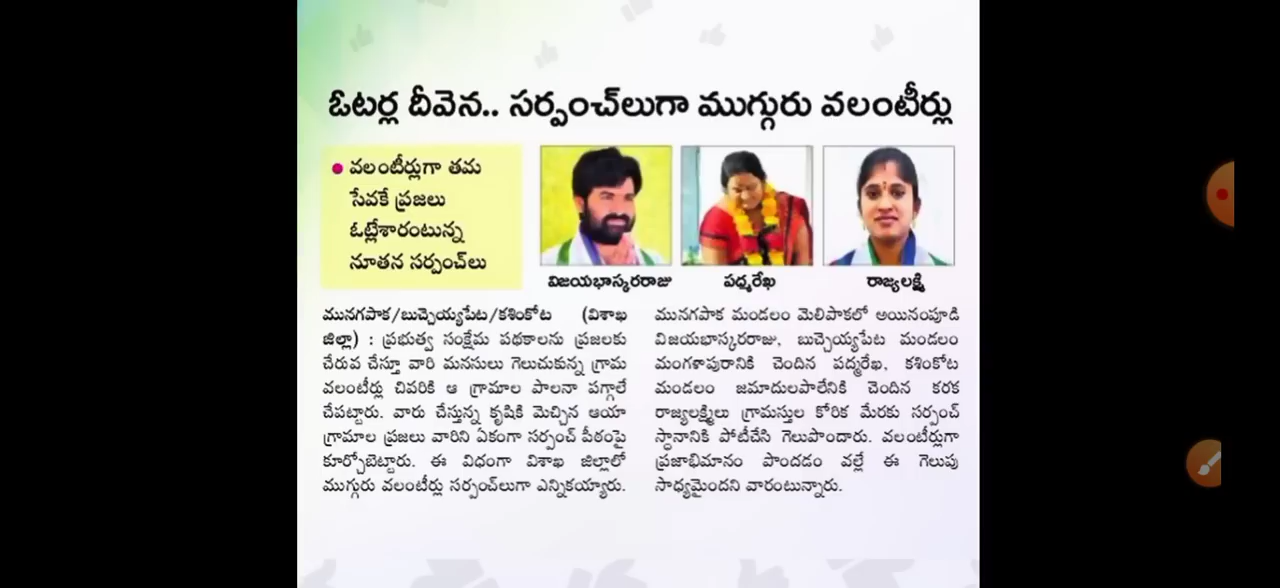 ఓటర్ల దీవెన.. సర్పంచ్‌లుగా ముగ్గురు వలంటీర్లు
● వలంటీర్లుగా తమ
సేవకే ప్రజలు
ఓట్లేశారంటున్న
నూతన సర్పంచ్‌లు
విజయభాస్కరరాజు
పద్మరేఖ
రాజ్యలక్ష్మి
మునగపాక/బుచ్చెయ్యపేట/కశింకోట (విశాఖ
జిల్లా) : ప్రభుత్వ సంక్షేమ పథకాలను ప్రజలకు
చేరువ చేస్తూ వారి మనసులు గెలుచుకున్న గ్రామ
వలంటీర్లు చివరికి ఆ గ్రామాల పాలనా పగ్గాలే
చేపట్టారు. వారు చేస్తున్న కృషికి మెచ్చిన ఆయా
గ్రామాల ప్రజలు వారిని ఏకంగా సర్పంచ్ పీఠంపై
కూర్చోబెట్టారు. ఈ విధంగా విశాఖ జిల్లాలో
ముగ్గురు వలంటీర్లు సర్పంచ్‌లుగా ఎన్నికయ్యారు.
మునగపాక మండలం మెలిపాకలో అయినంపూడి
విజయభాస్కరరాజు, బుచ్చెయ్యపేట మండలం
మంగళాపురానికి చెందిన పద్మరేఖ, కశింకోట
మండలం జమాదులపాలేనికి చెందిన కరక
రాజ్యలక్ష్మిలు గ్రామస్తుల కోరిక మేరకు సర్పంచ్
స్థానానికి పోటీచేసి గెలుపొందారు. వలంటీర్లుగా
ప్రజాభిమానం పొందడం వల్లే ఈ గెలుపు
సాధ్యమైందని వారంటున్నారు.